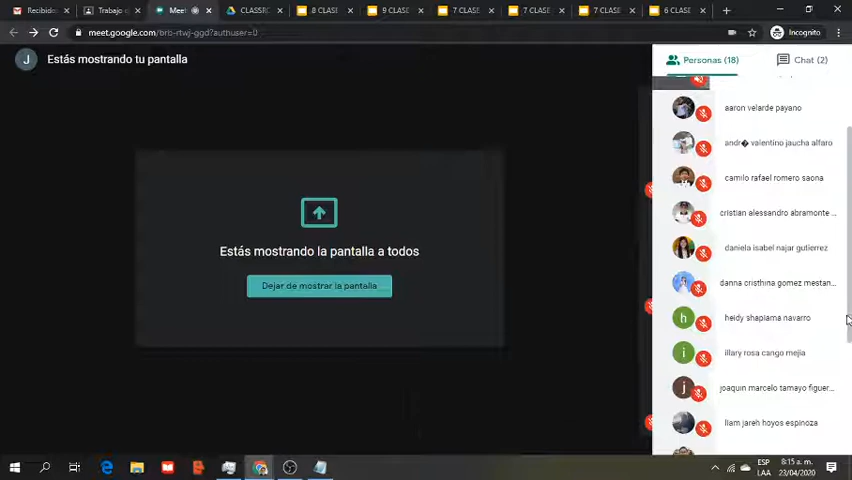 Recibido
Trabajo d
Meet
CLASSRO
8 CLASE
9 CLASE
7 CLASE
7 CLASE
7 CLASE
6 CLASE
meet.google.com/brb-rtwj-ggd?authuser=0
Incognito
J Estás mostrando tu pantalla
Personas (18)
Chat (2)
aaron velarde payano
andr� valentino jaucha alfaro
camilo rafael romero saona
cristian alessandro abramonte ...
daniela isabel najar gutierrez
danna cristhina gomez mestan...
h heidy shapiama navarro
i illary rosa cango mejia
j joaquin marcelo tamayo figuer...
liam jareh hoyos espinoza
Estás mostrando la pantalla a todos
Dejar de mostrar la pantalla
ESP
LAA
8:15 a. m.
23/04/2020